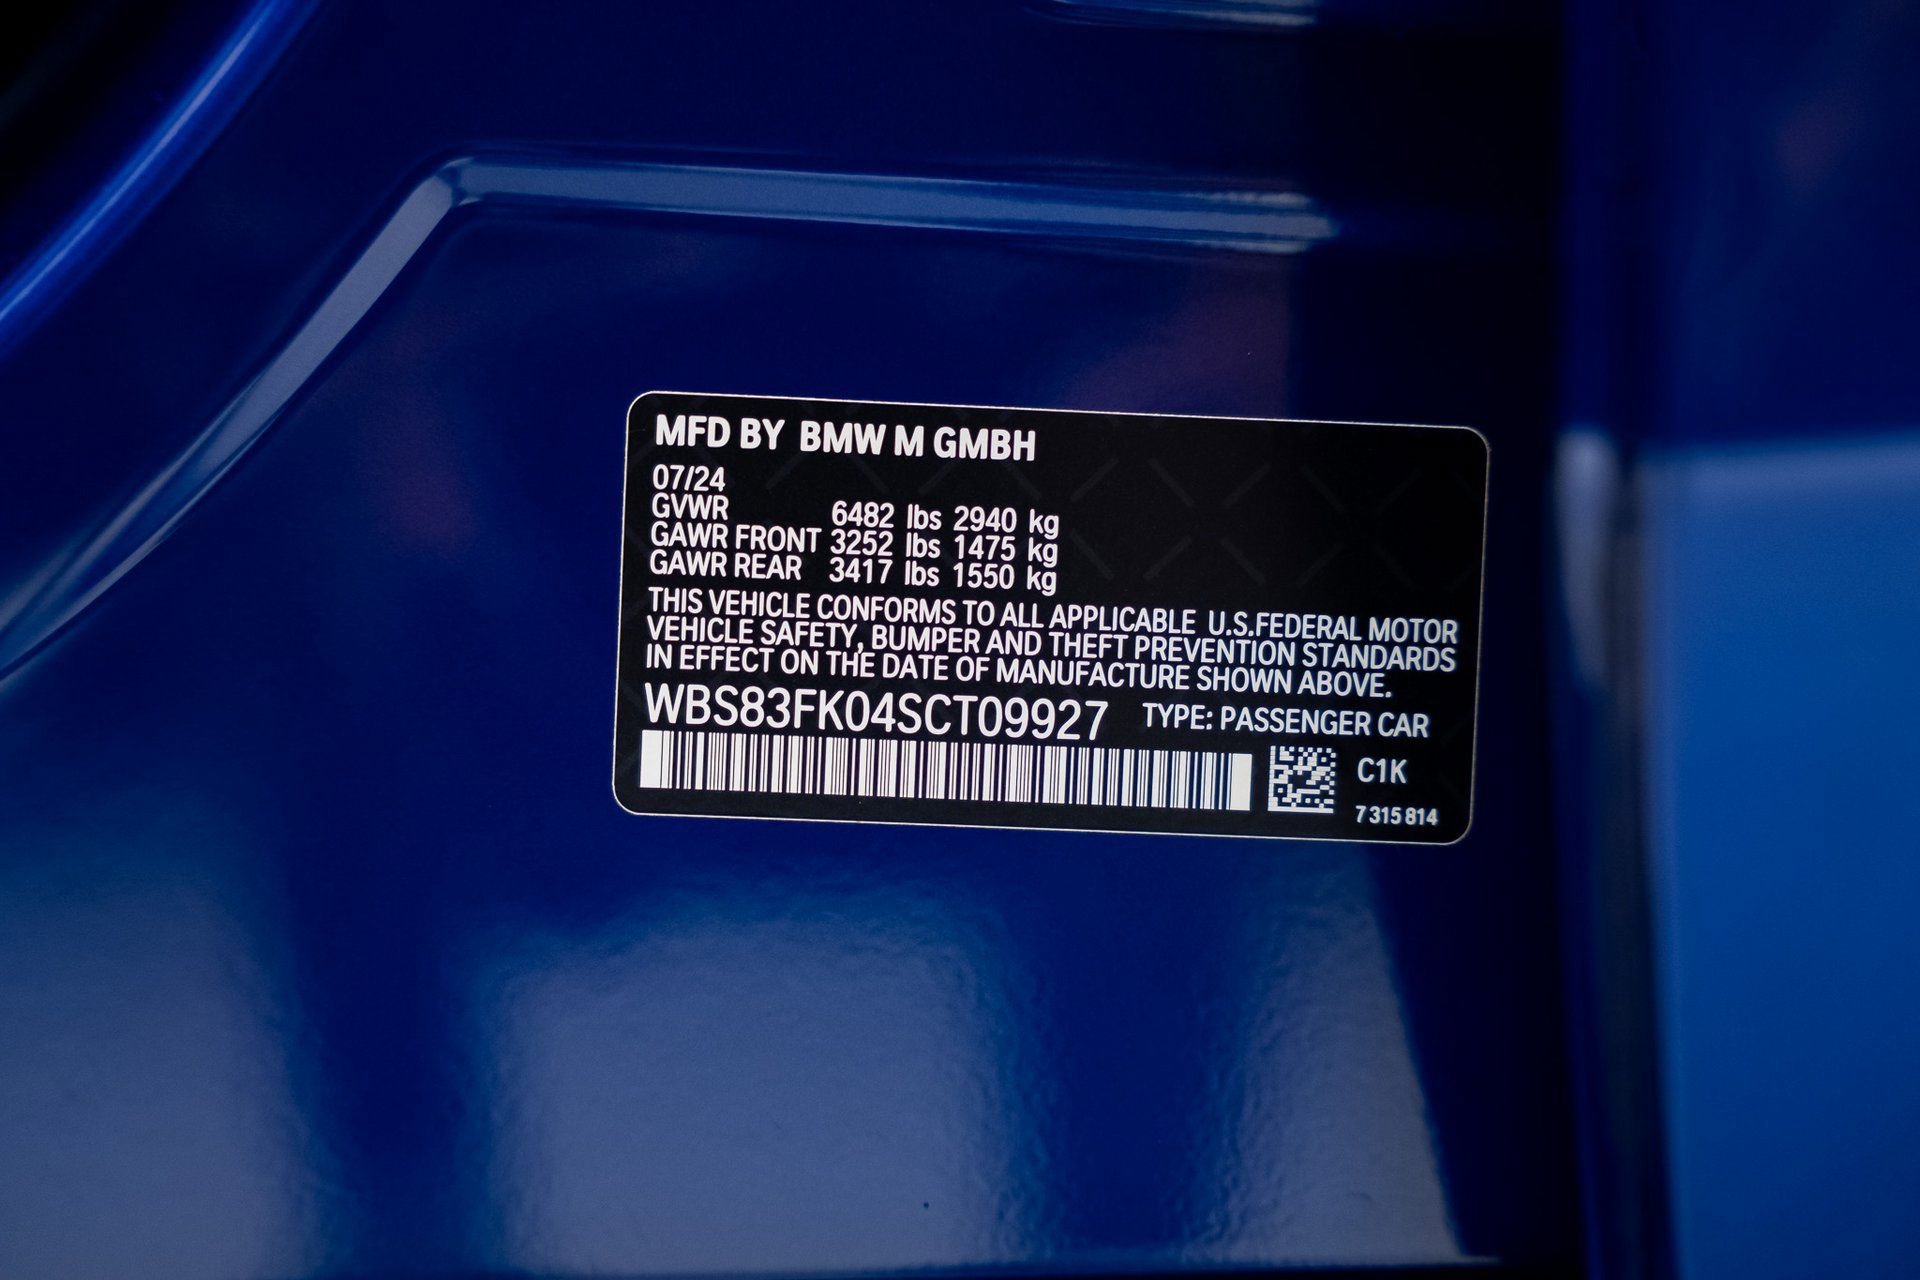 MFD BY BMW M GMBH
07/24
GVWR 6482 lbs 2940 kg
GAWR FRONT 3252 lbs 1475 kg
GAWR REAR 3417 lbs 1550 kg
THIS VEHICLE CONFORMS TO ALL APPLICABLE U.S.FEDERAL MOTOR
VEHICLE SAFETY, BUMPER AND THEFT PREVENTION STANDARDS
IN EFFECT ON THE DATE OF MANUFACTURE SHOWN ABOVE.
WBS83FK04SCT09927 TYPE: PASSENGER CAR
C1K
7 315 814